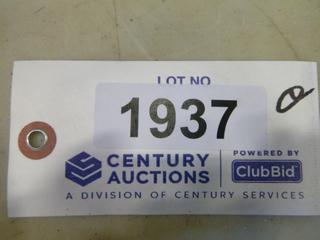 LOT NO
1937
CENTURY AUCTIONS
POWERED BY
ClubBid
A DIVISION OF CENTURY SERVICES